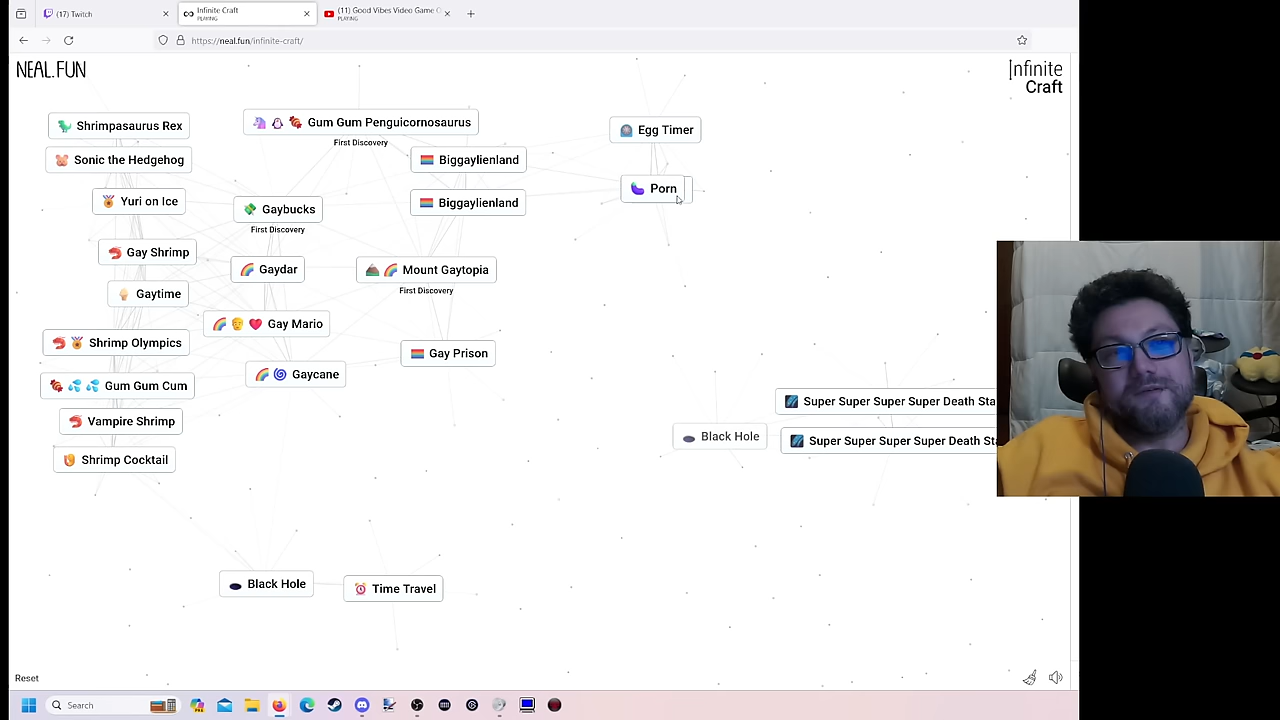 (17) Twitch
Infinite Craft
PLAYING
(11) Good Vibes Video Game
PLAYING
https://neal.fun/infinite-craft/
NEAL.FUN
Infinite
Craft
Shrimpasaurus Rex
Gum Gum Penguicornosaurus
First Discovery
Egg Timer
Sonic the Hedgehog
Biggaylienland
Porn
Yuri on Ice
Gaybucks
First Discovery
Biggaylienland
Gay Shrimp
Gaydar
Mount Gaytopia
First Discovery
Gaytime
Gay Mario
Shrimp Olympics
Gay Prison
Gum Gum Cum
Gaycane
Super Super Super Super Death Sta
Vampire Shrimp
Black Hole
Super Super Super Super Death Sta
Shrimp Cocktail
Black Hole
Time Travel
Reset
Search